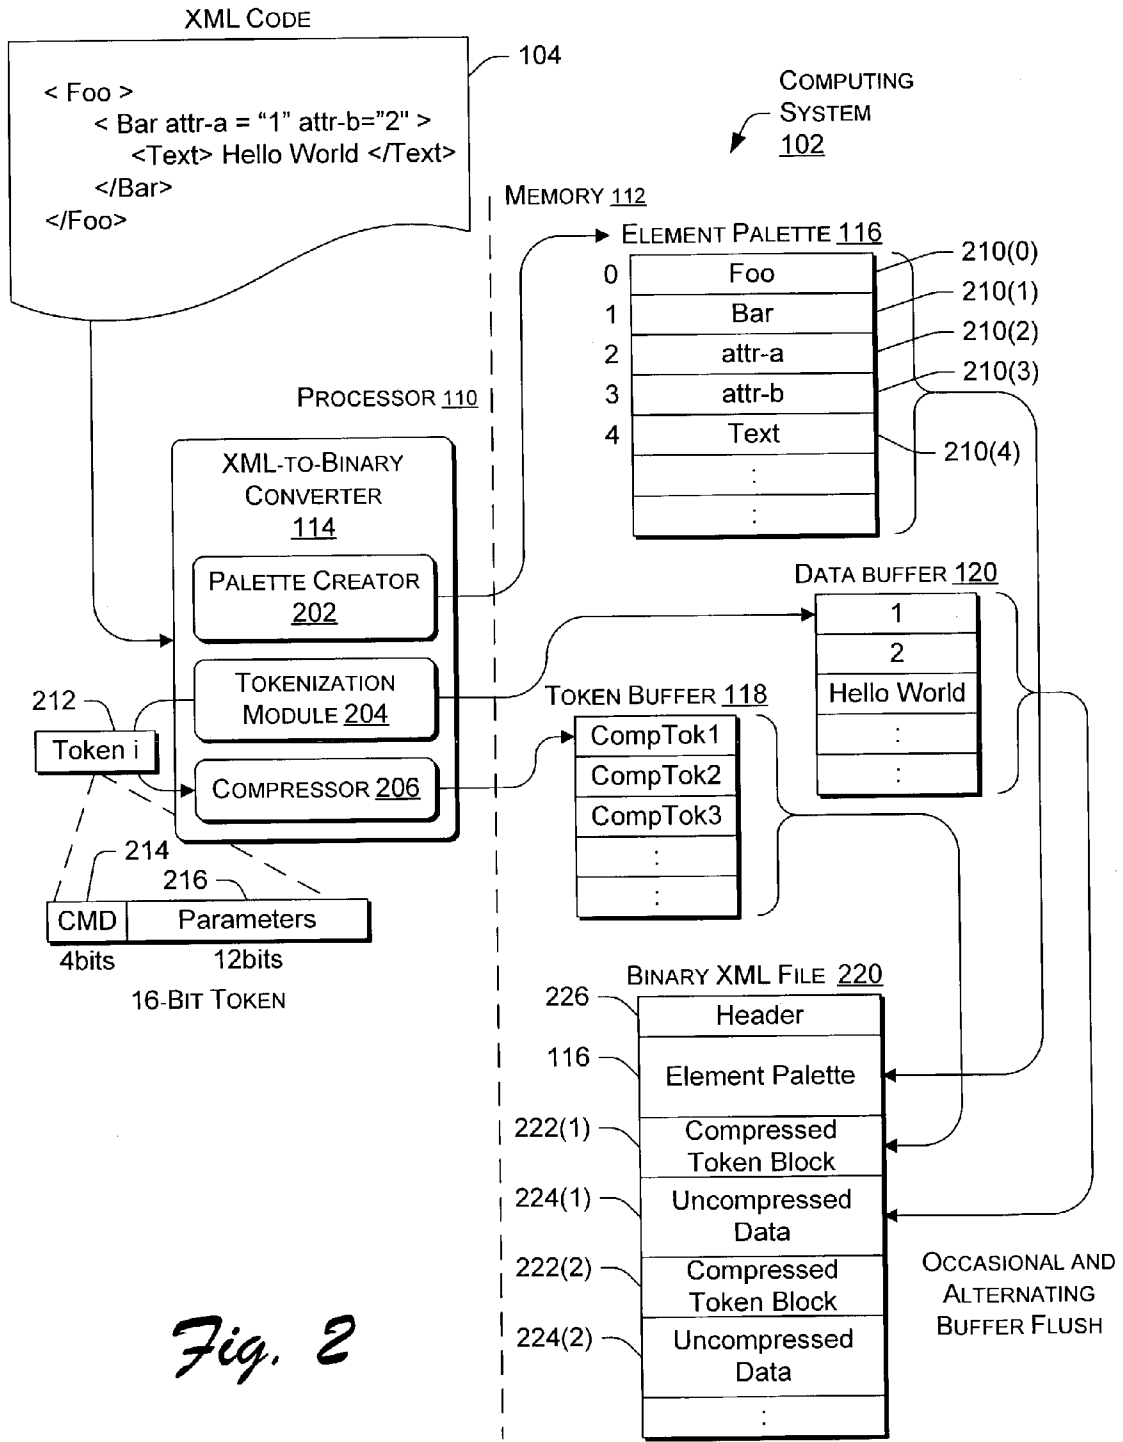 XML CODE
104
< Foo >
< Bar attr-a = “1” attr-b=”2" >
<Text> Hello World </Text>
</Bar>
</Foo>
COMPUTING
SYSTEM
102
MEMORY 112
ELEMENT PALETTE 116
0 Foo 210(0)
1 Bar 210(1)
2 attr-a 210(2)
3 attr-b 210(3)
4 Text 210(4)
:
:
PROCESSOR 110
XML-TO-BINARY
CONVERTER
114
PALETTE CREATOR
202
TOKENIZATION
MODULE 204
COMPRESSOR 206
212
Token i
214
216
CMD Parameters
4bits 12bits
16-BIT TOKEN
DATA BUFFER 120
1
2
Hello World
:
:
TOKEN BUFFER 118
CompTok1
CompTok2
CompTok3
:
:
BINARY XML FILE 220
226 Header
116 Element Palette
222(1) Compressed
Token Block
224(1) Uncompressed
Data
222(2) Compressed
Token Block
224(2) Uncompressed
Data
:
OCCASIONAL AND
ALTERNATING
BUFFER FLUSH
Fig. 2